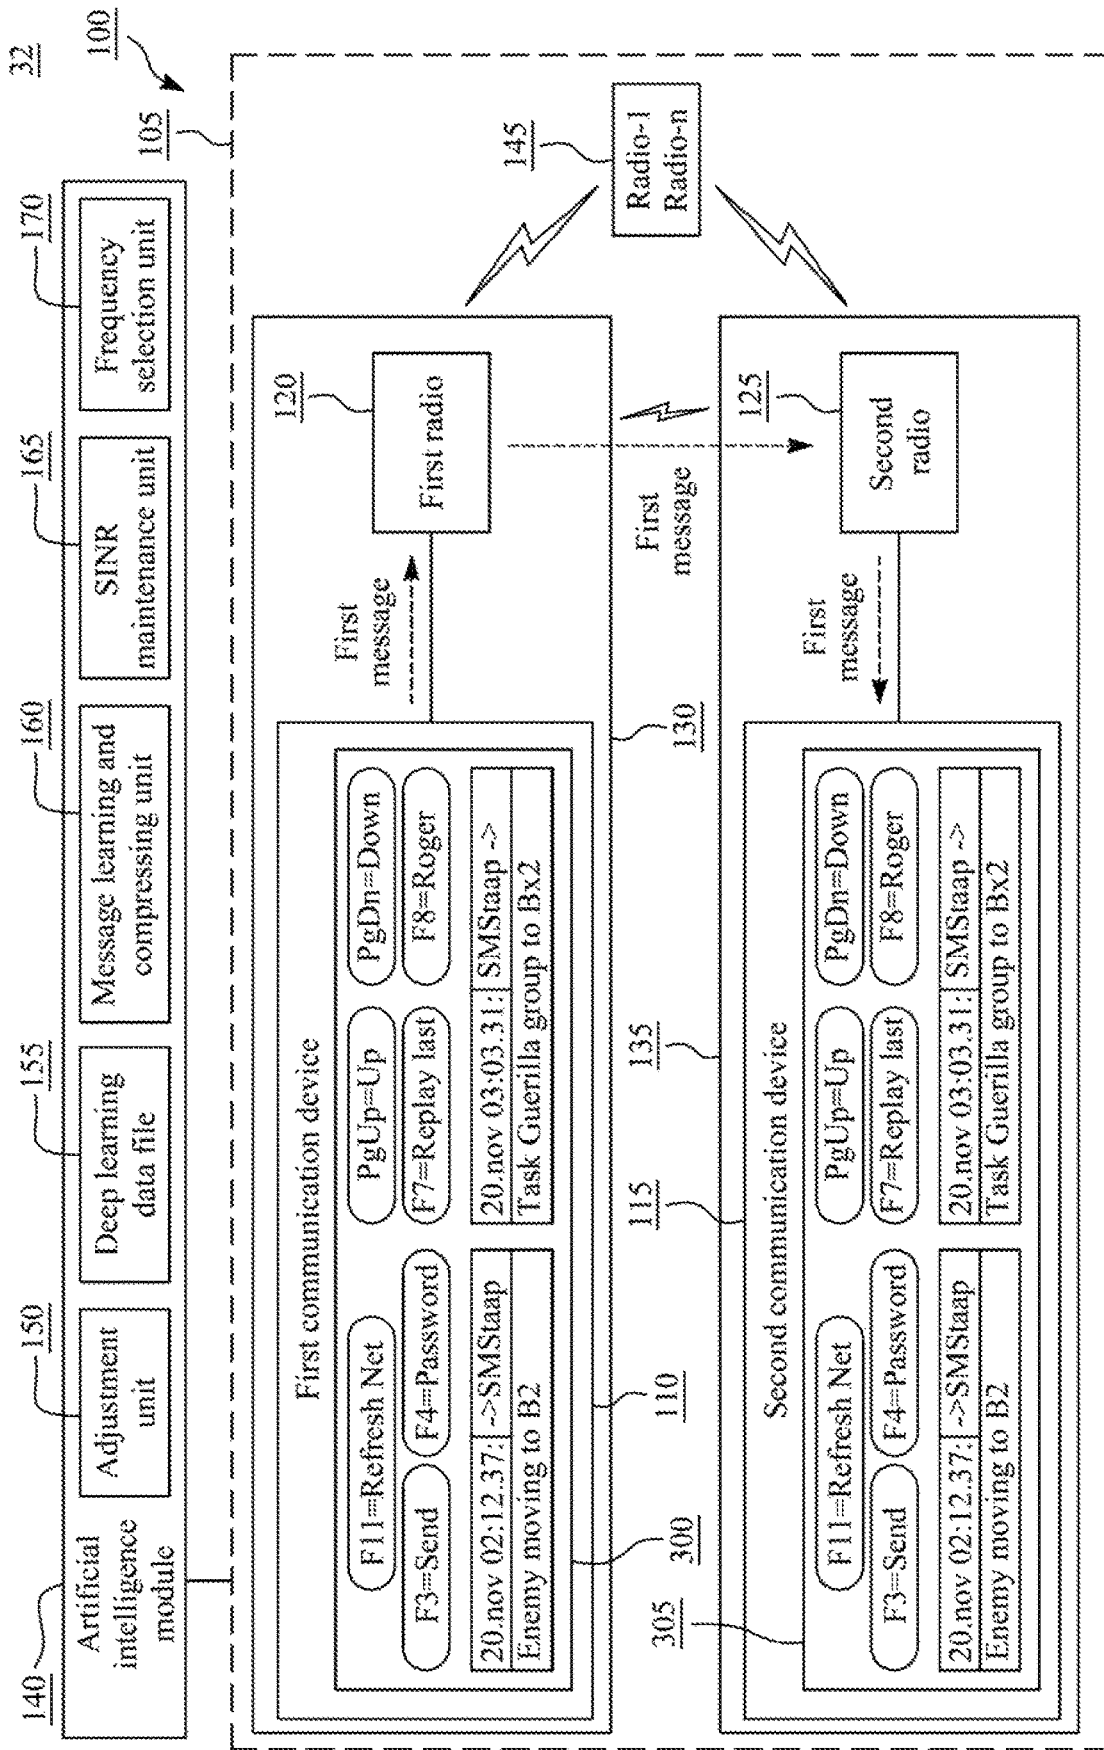 32
100
105
140
Artificial
intelligence
module
150
Adjustment
unit
155
Deep learning
data file
160
Message learning and
compressing unit
165
SINR
maintenance unit
170
Frequency
selection unit
First communication device
F11=Refresh Net
PgUp=Up
PgDn=Down
F3=Send
F4=Password
F7=Replay last
F8=Roger
20.nov 02:12.37:
->SMStaap
Enemy moving to B2
20.nov 03:03.31:
SMStaap ->
Task Guerilla group to Bx2
300
110
130
First
message
120
First radio
145
Radio-1
Radio-n
First
message
305
115
135
Second communication device
F11=Refresh Net
PgUp=Up
PgDn=Down
F3=Send
F4=Password
F7=Replay last
F8=Roger
20.nov 02:12.37:
->SMStaap
Enemy moving to B2
20.nov 03:03.31:
SMStaap ->
Task Guerilla group to Bx2
First
message
125
Second
radio